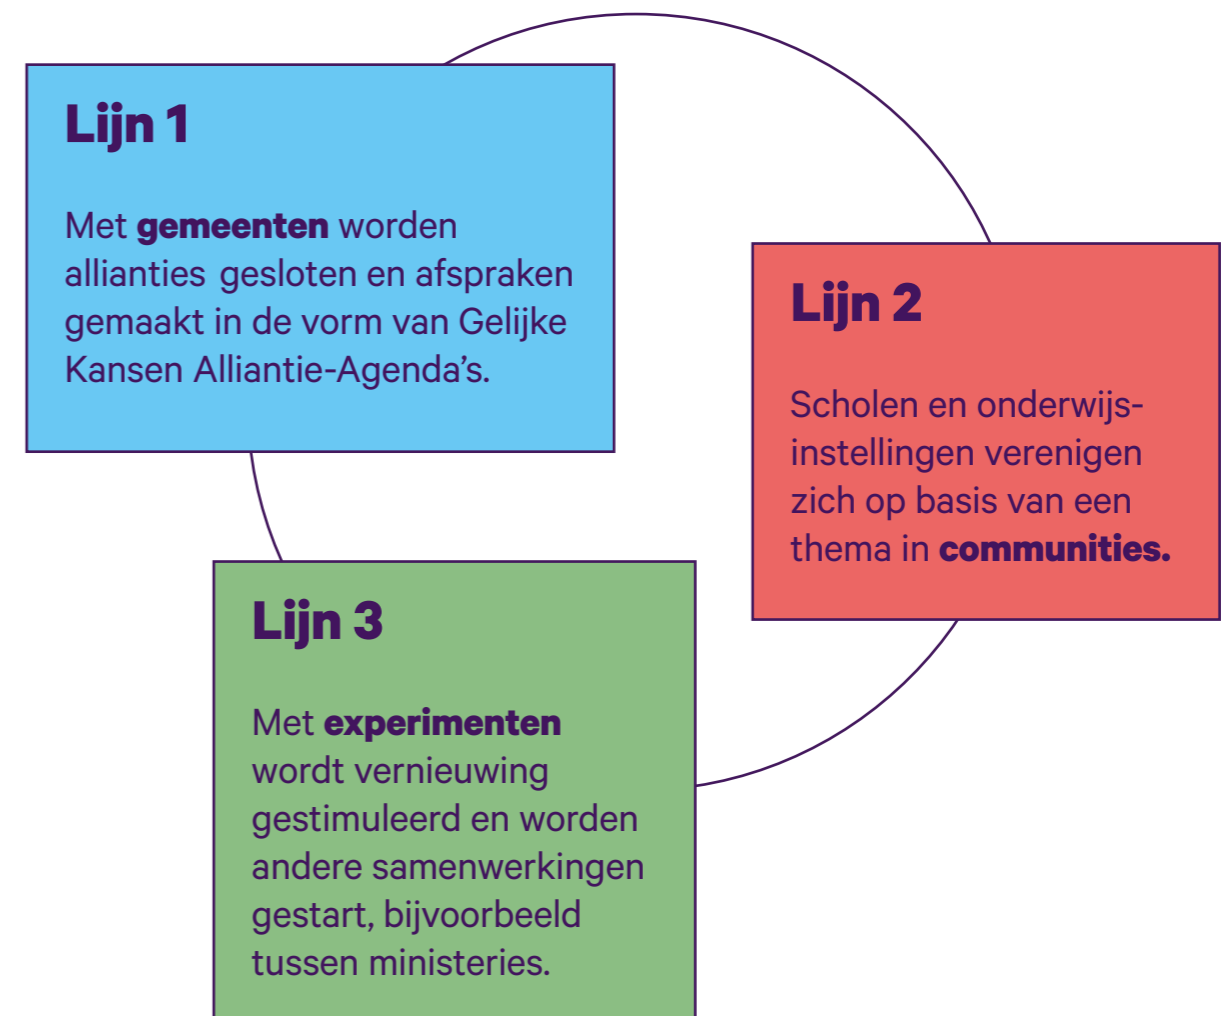 Lijn 1
Met gemeenten worden
allianties gesloten en afspraken
gemaakt in de vorm van Gelijke
Kansen Alliantie-Agenda’s.
Lijn 2
Scholen en onderwijs-
instellingen verenigen
zich op basis van een
thema in communities.
Lijn 3
Met experimenten
wordt vernieuwing
gestimuleerd en worden
andere samenwerkingen
gestart, bijvoorbeeld
tussen ministeries.